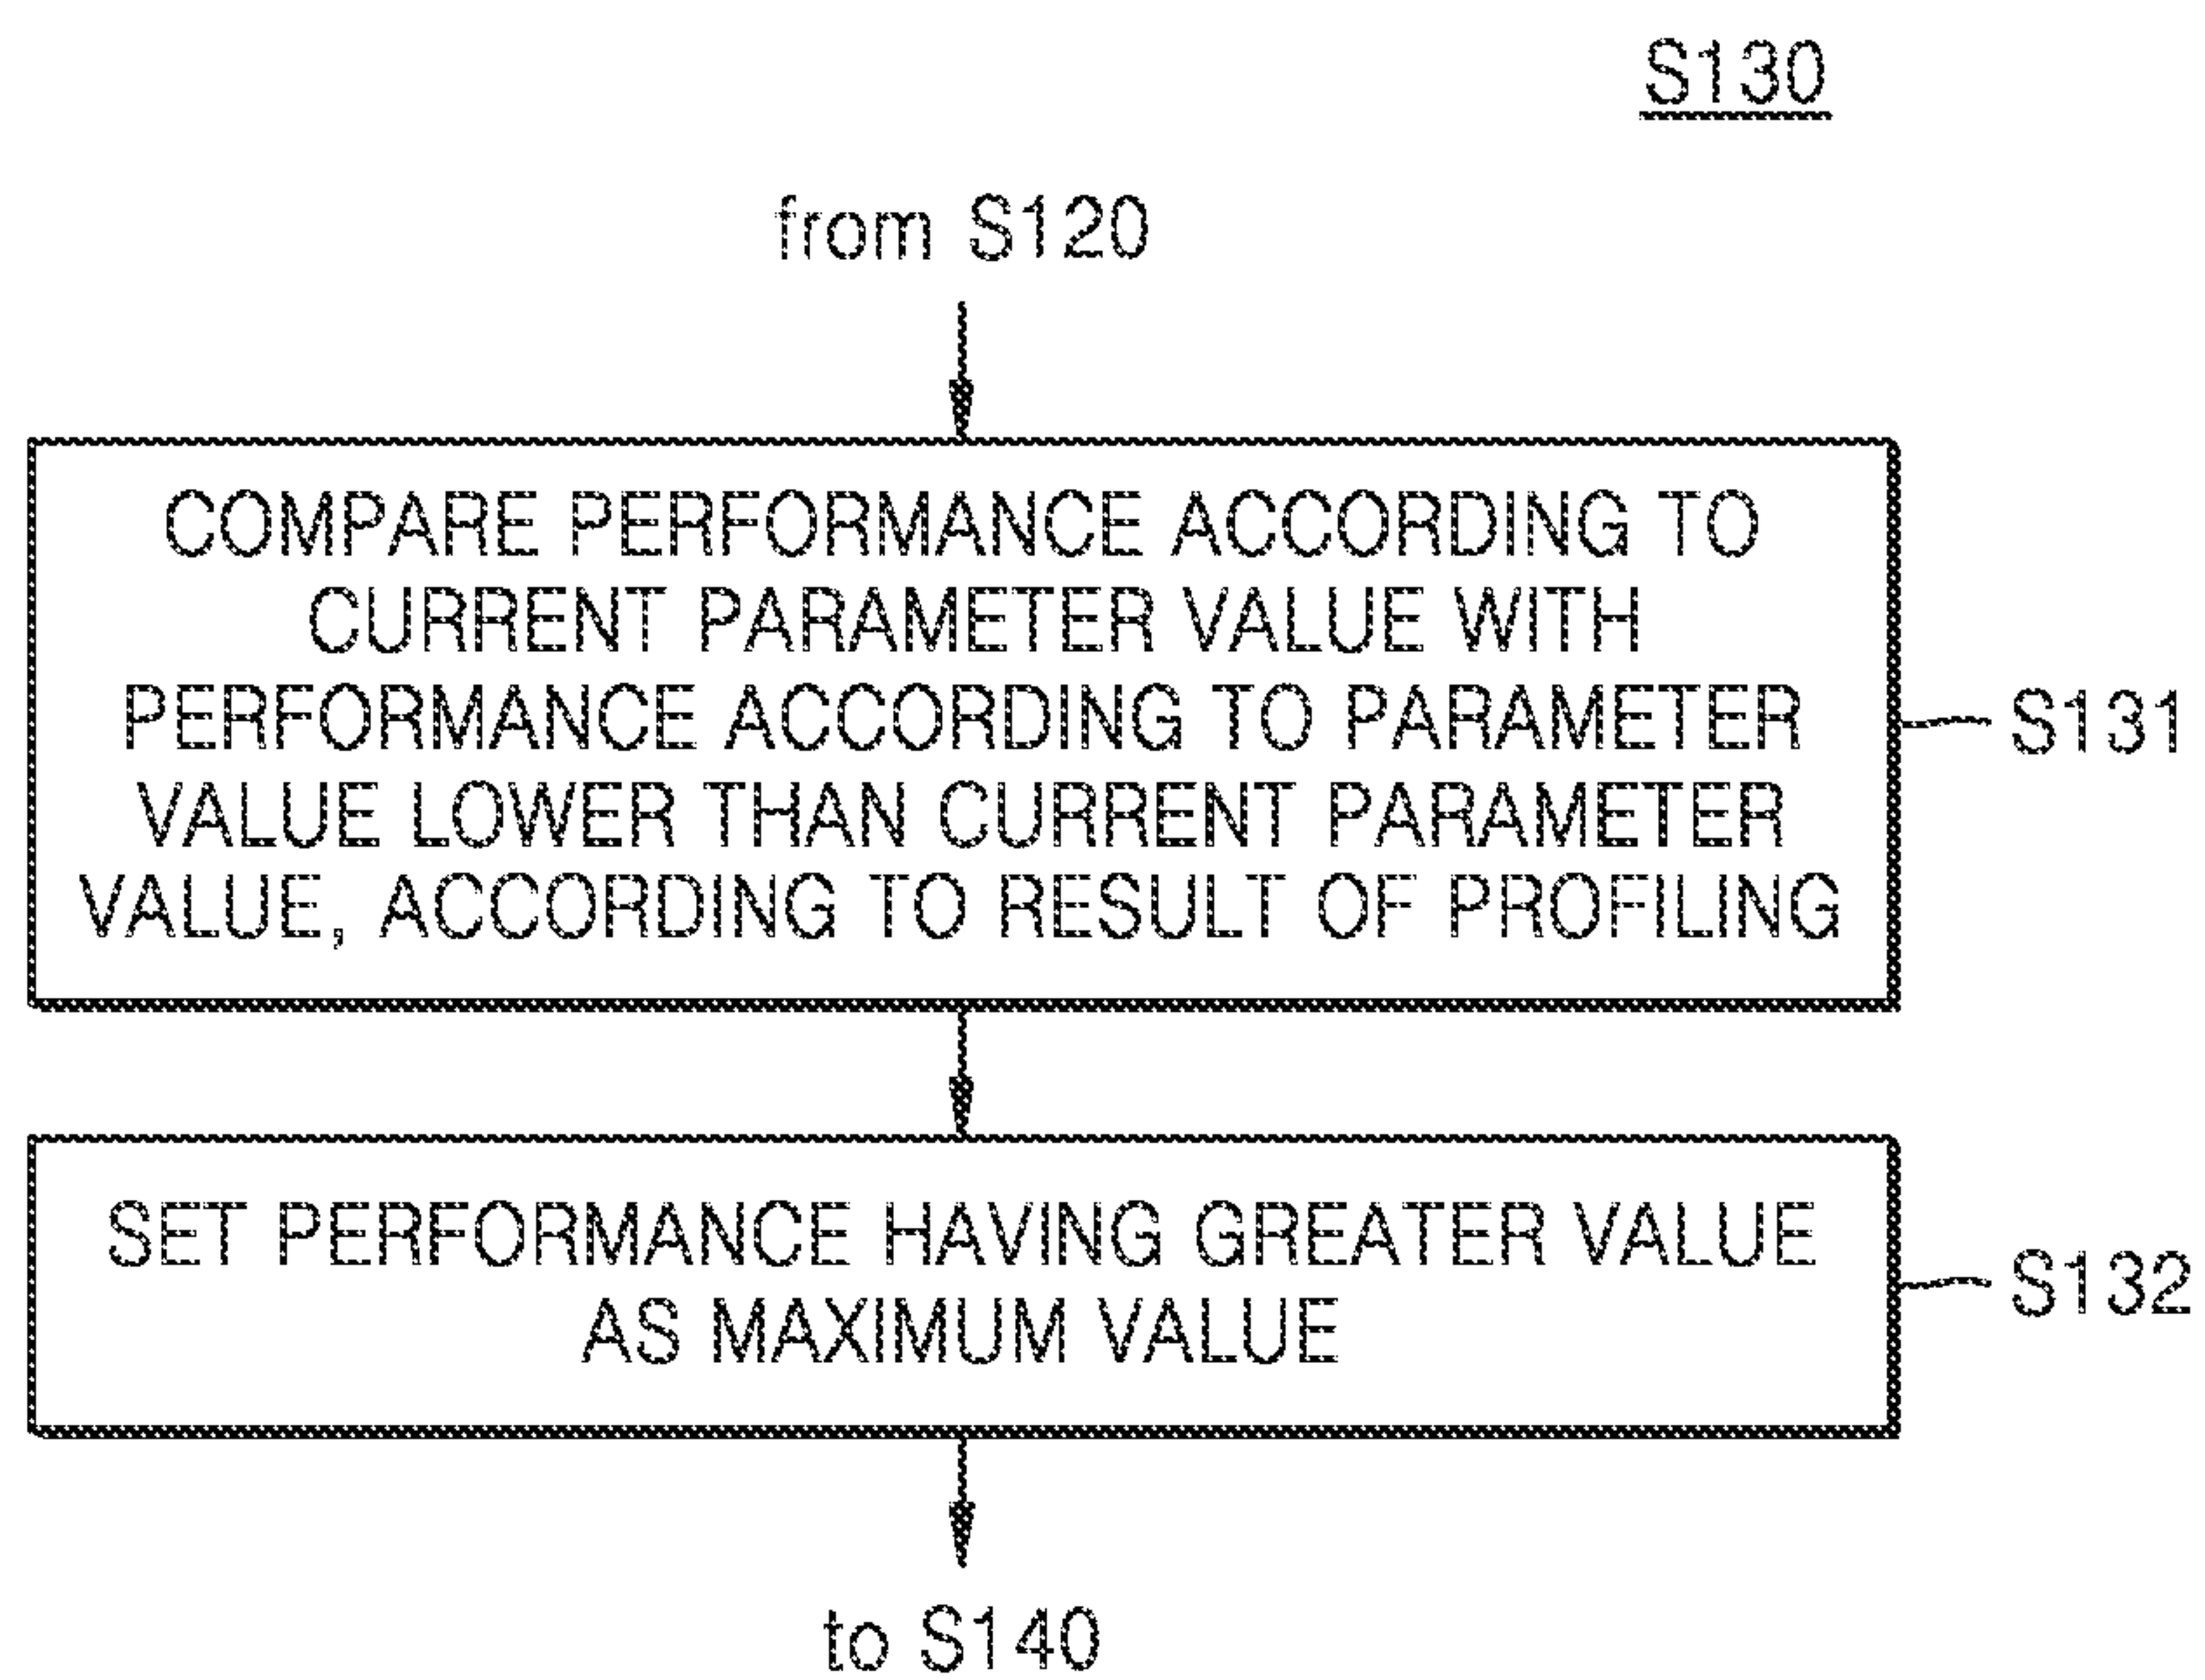 S130
from S120
COMPARE PERFORMANCE ACCORDING TO
CURRENT PARAMETER VALUE WITH
PERFORMANCE ACCORDING TO PARAMETER
VALUE LOWER THAN CURRENT PARAMETER
VALUE, ACCORDING TO RESULT OF PROFILING
S131
SET PERFORMANCE HAVING GREATER VALUE
AS MAXIMUM VALUE
S132
to S140